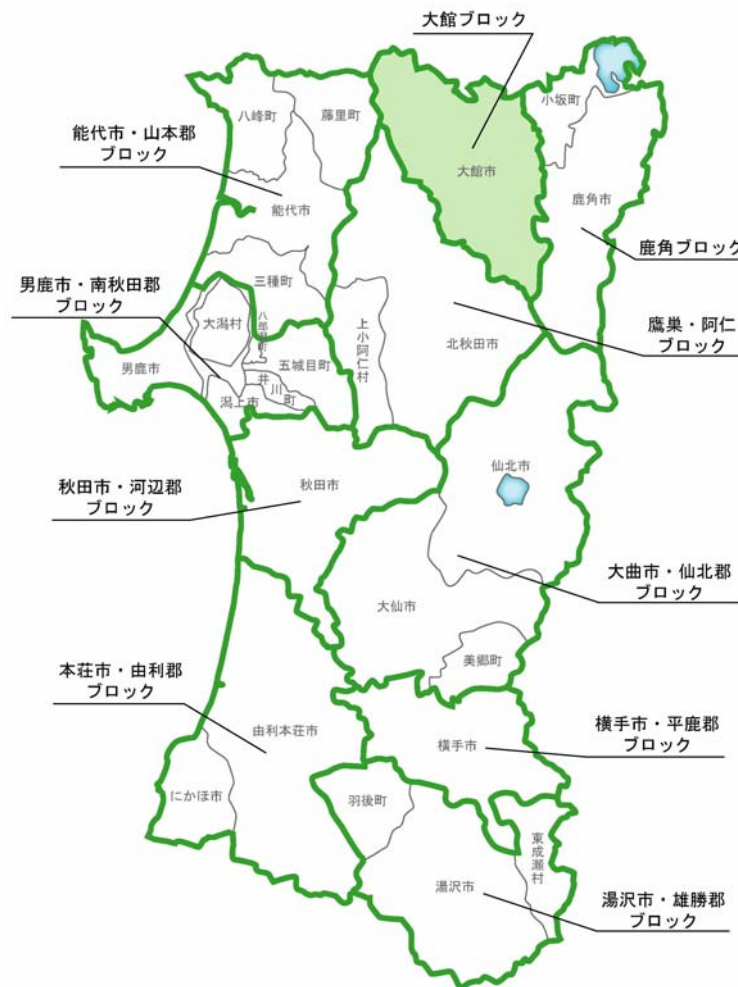 大館ブロック
小坂町
八峰町
藤里町
能代市・山本郡
ブロック
大館市
鹿角市
能代市
鹿角ブロック
男鹿市・南秋田郡
ブロック
三種町
大潟村
八郎潟町
上小阿仁村
北秋田市
鷹巣・阿仁
ブロック
五城目町
男鹿市
井川町
潟上市
仙北市
秋田市・河辺郡
ブロック
秋田市
大曲市・仙北郡
ブロック
大仙市
美郷町
本荘市・由利郡
ブロック
由利本荘市
横手市
横手市・平鹿郡
ブロック
にかほ市
羽後町
東成瀬村
湯沢市
湯沢市・雄勝郡
ブロック